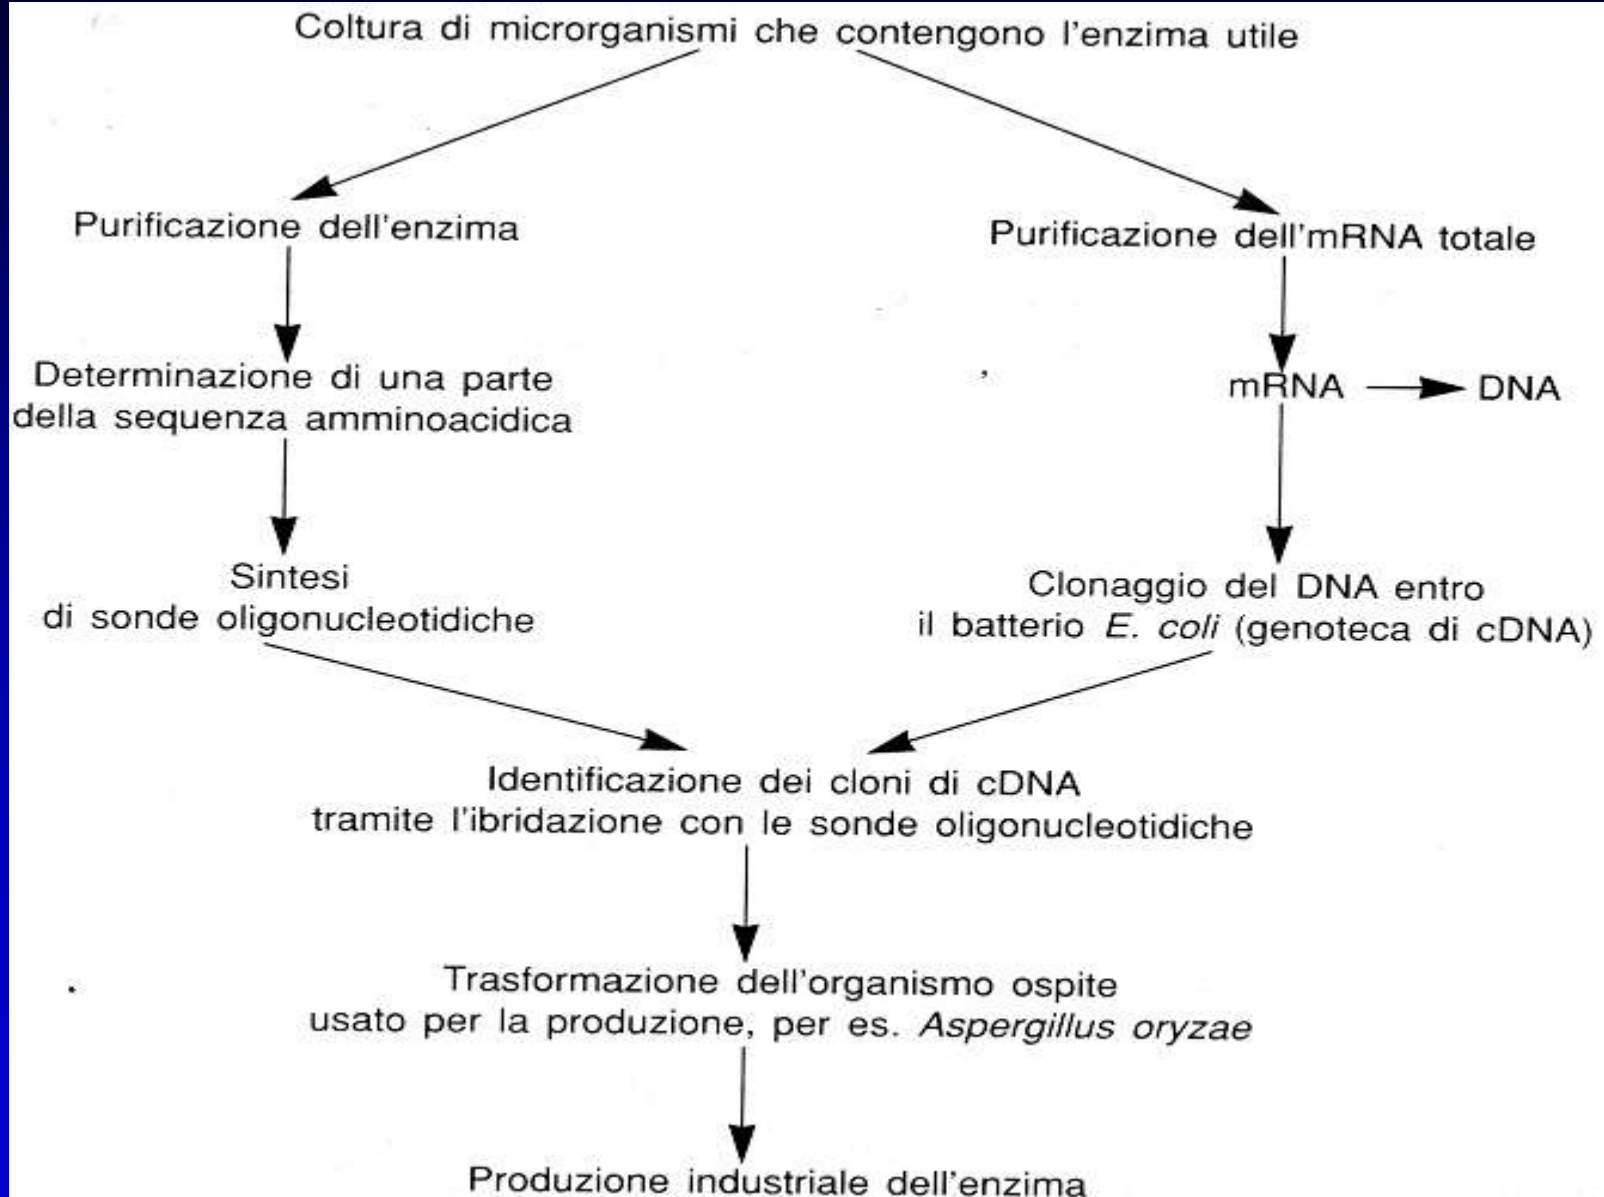 Coltura di microrganismi che contengono l'enzima utile
Purificazione dell'enzima
Purificazione dell'mRNA totale
Determinazione di una parte
della sequenza amminoacidica
mRNA
DNA
Sintesi
di sonde oligonucleotidiche
Clonaggio del DNA entro
il batterio E. coli (genoteca di cDNA)
Identificazione dei cloni di cDNA
tramite l'ibridazione con le sonde oligonucleotidiche
Trasformazione dell'organismo ospite
usato per la produzione, per es. Aspergillus oryzae
Produzione industriale dell'enzima